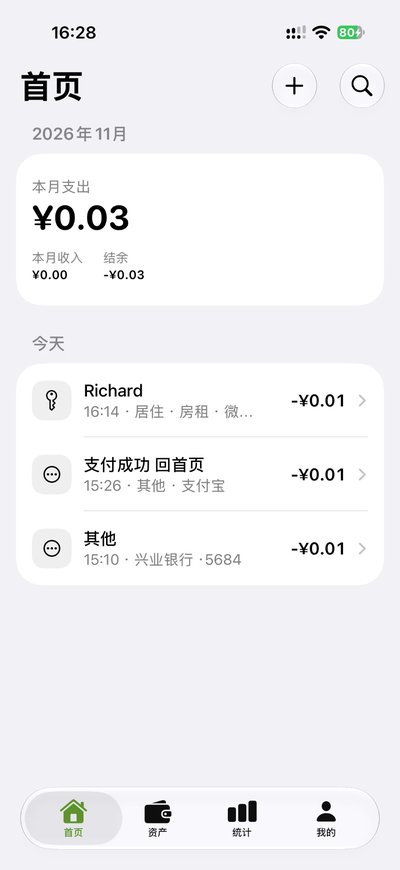 16:28
80
首页
2026年11月
本月支出
¥0.03
本月收入 结余
¥0.00 -¥0.03
今天
Richard
16:14 · 居住 · 房租 · 微…
-¥0.01
支付成功 回首页
15:26 · 其他 · 支付宝
-¥0.01
其他
15:10 · 兴业银行 ·5684
-¥0.01
首页 资产 统计 我的